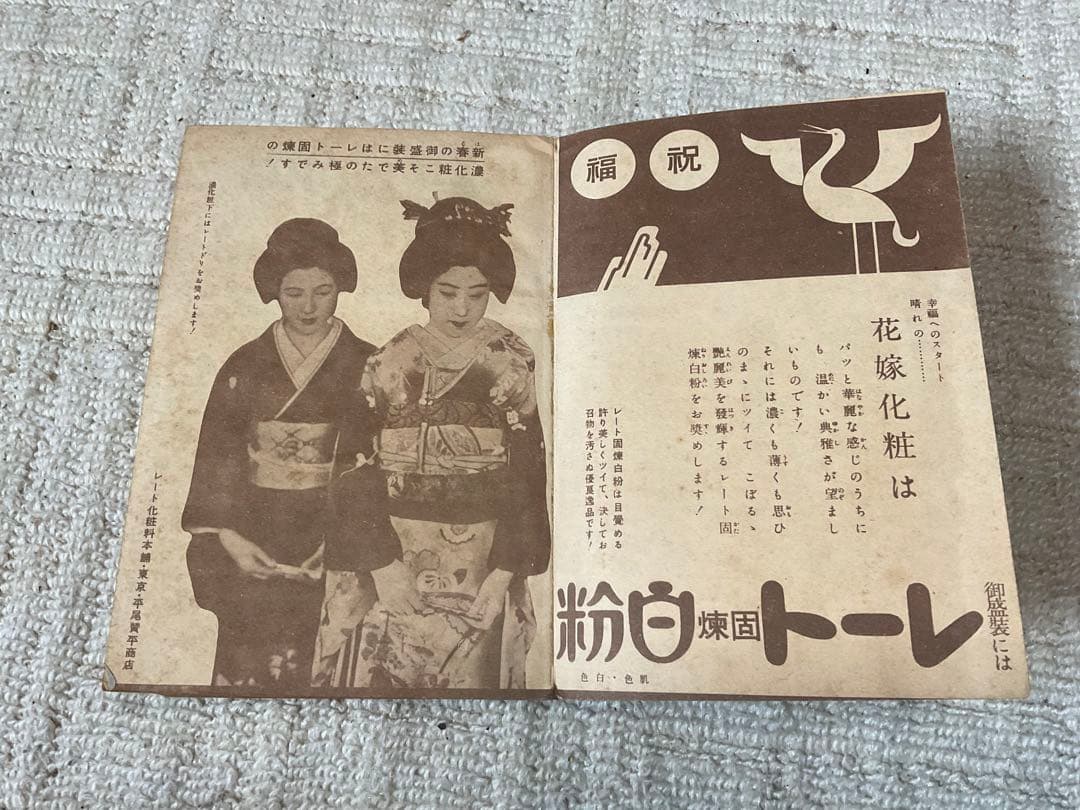 祝福
幸福へのスタート
晴れの…………
花嫁化粧は
パッと華麗な感じのうちに
も 温かい典雅さが望まし
いものです!
それには濃くも薄くも思ひ
のまゝにツイて こぼるゝ
艶麗美を發揮するレート固
煉白粉をお奬めします!
レート固煉白粉は目覺める
許り美しくツイて、決してお
召物を汚さぬ優良逸品です!
御盛裝には
レート固煉白粉
肌色・白色
新春の御盛裝にはレート固煉の
濃化粧こそ美でたの極みです!
濃化粧下にはレートドリをお奬めします!
レート化粧料本舖・東京・平尾賛平商店